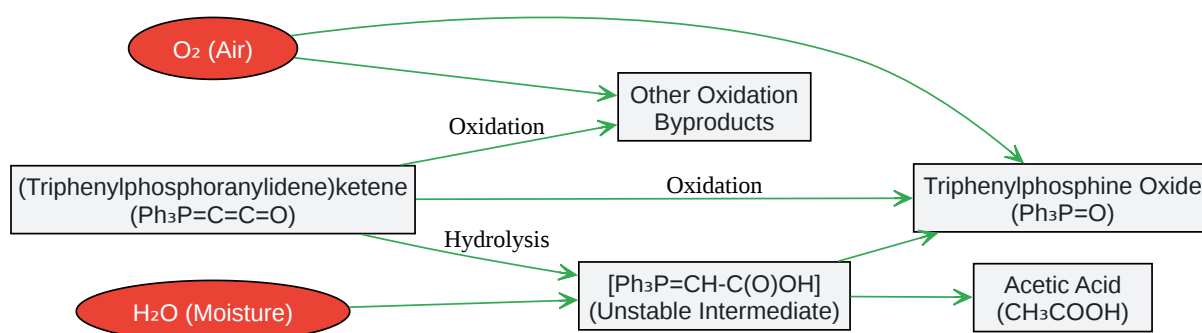 O₂ (Air)
Other Oxidation
Byproducts
Oxidation
(Triphenylphosphoranylidene)ketene
(Ph₃P=C=C=O)
Oxidation
Triphenylphosphine Oxide
(Ph₃P=O)
Hydrolysis
H₂O (Moisture)
[Ph₃P=CH-C(O)OH]
(Unstable Intermediate)
Acetic Acid
(CH₃COOH)